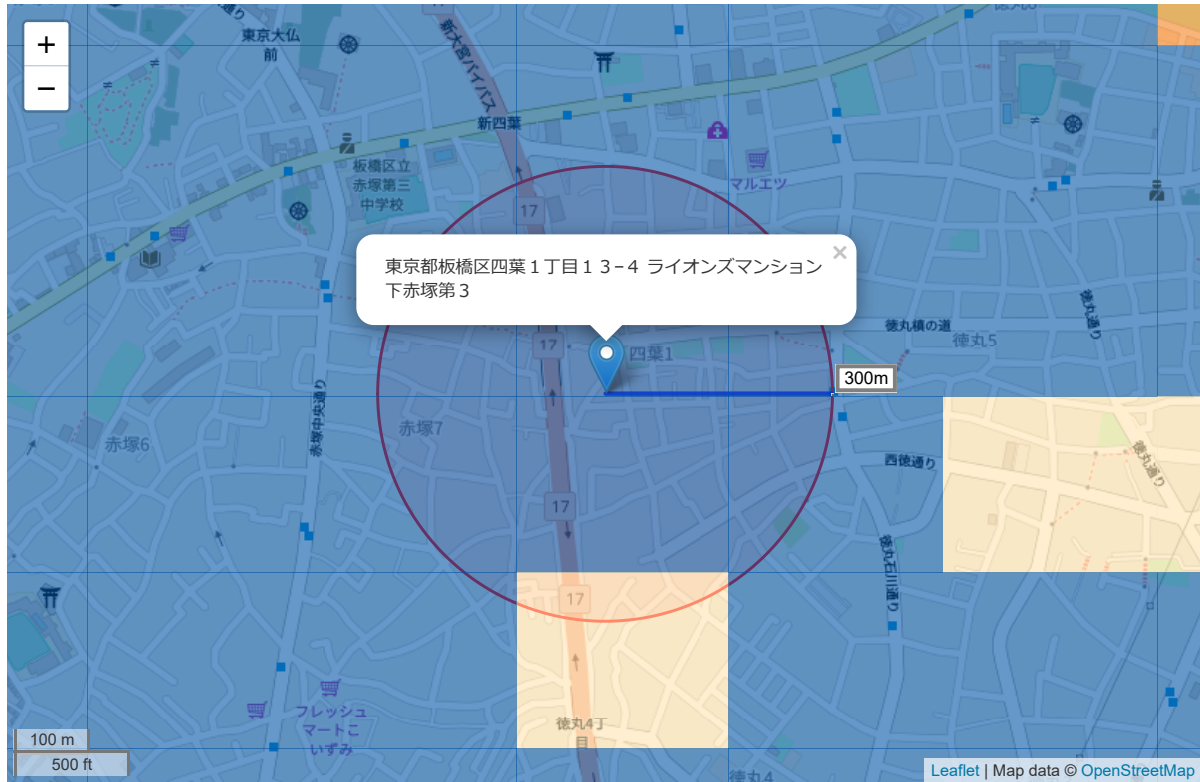 +
−
東京大仏
前
新大宮バイパス
新四葉
板橋区立
赤塚第三
中学校
マルエツ
17
東京都板橋区四葉１丁目１３−４ ライオンズマンション
下赤塚第３
×
徳丸槙の道
徳丸通り
徳丸5
17
四葉1
300m
赤塚中央通り
赤塚7
赤塚6
西徳通り
徳丸通り
17
徳丸石川通り
17
フレッシュ
マートこ
いずみ
徳丸4丁
目
徳丸4
100 m
500 ft
Leaflet | Map data © OpenStreetMap